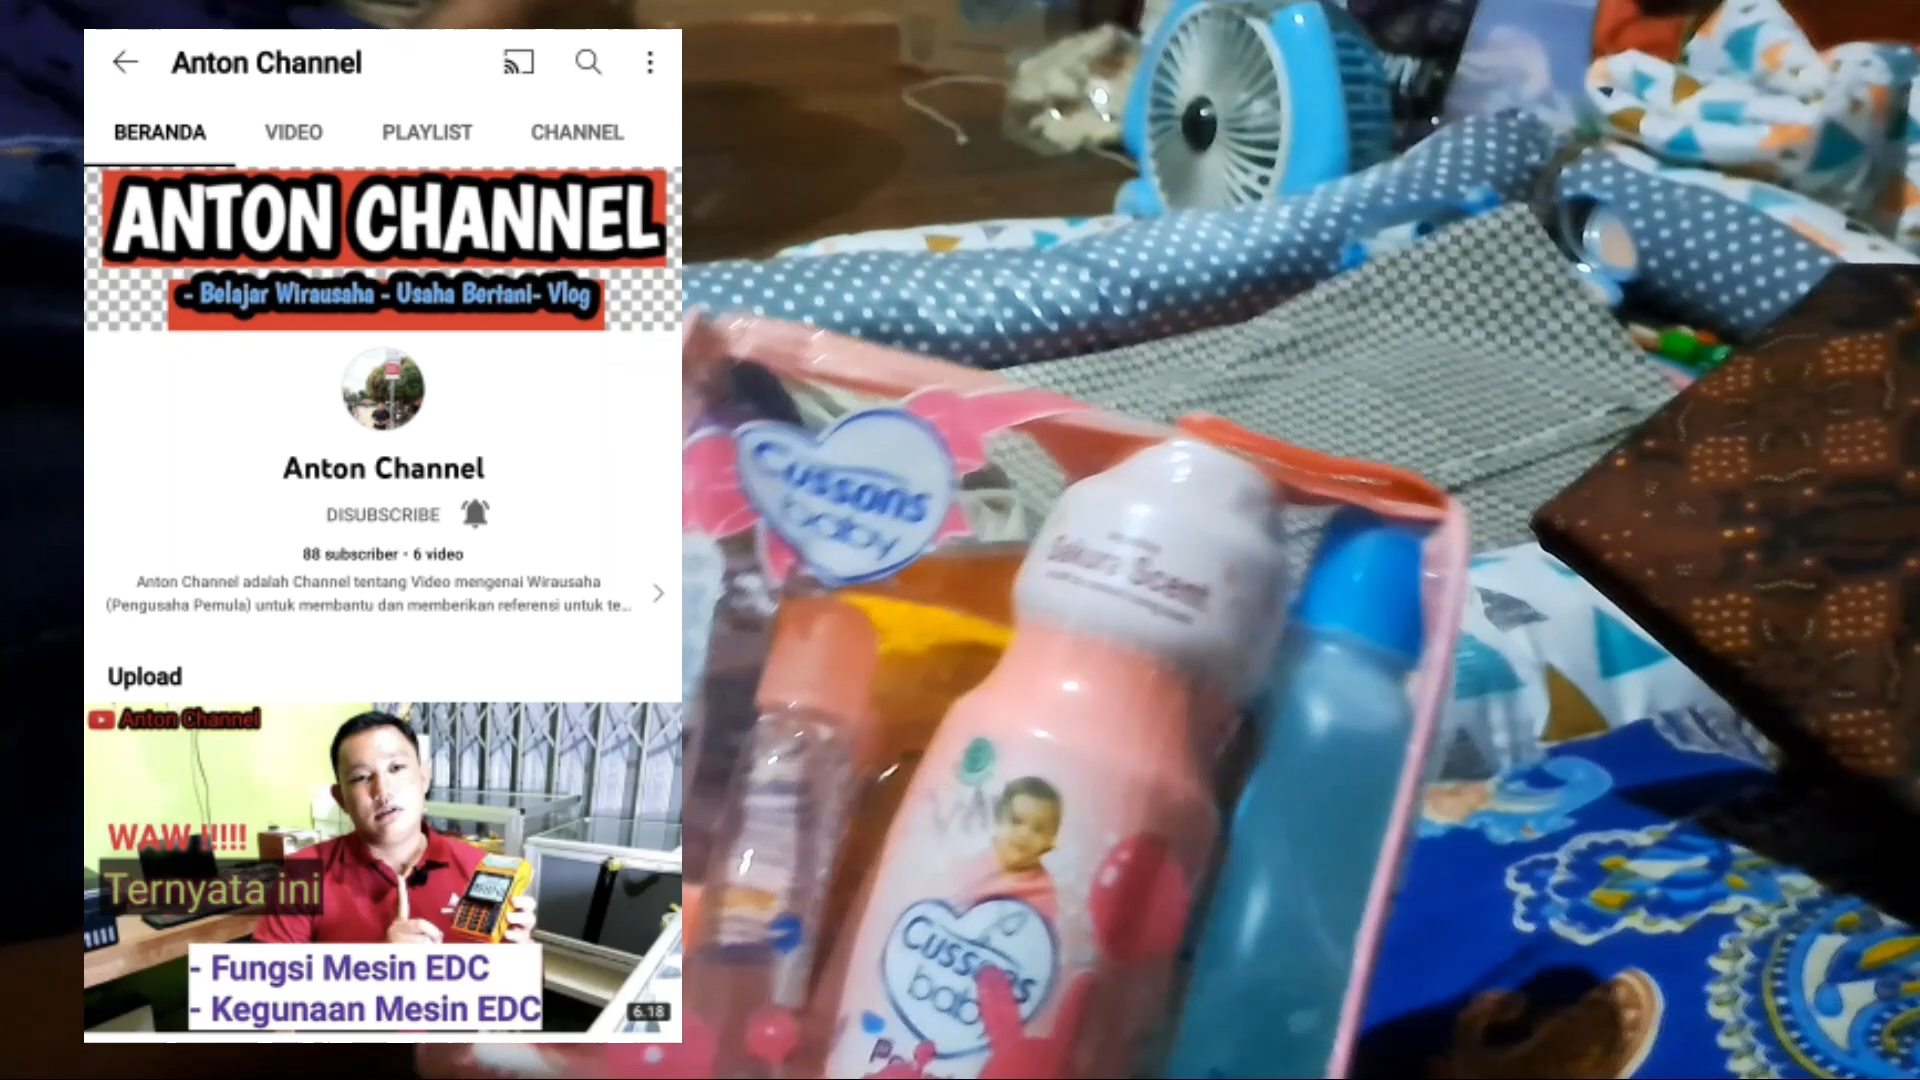 Anton Channel
BERANDA VIDEO PLAYLIST CHANNEL
ANTON CHANNEL
- Belajar Wirausaha - Usaha Bertani- Vlog
Anton Channel
DISUBSCRIBE
88 subscriber • 6 video
Anton Channel adalah Channel tentang Video mengenai Wirausaha
(Pengusaha Pemula) untuk membantu dan memberikan referensi untuk te...
Upload
Anton Channel
WAW !!!!!
Ternyata ini
- Fungsi Mesin EDC
- Kegunaan Mesin EDC
6.18
Cussons
baby
Sakura Scent
Cussons
baby